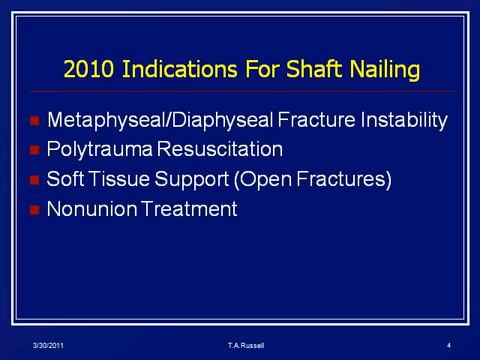 2010 Indications For Shaft Nailing
Metaphyseal/Diaphyseal Fracture Instability
Polytrauma Resuscitation
Soft Tissue Support (Open Fractures)
Nonunion Treatment
3/30/2011 T.A.Russell 4